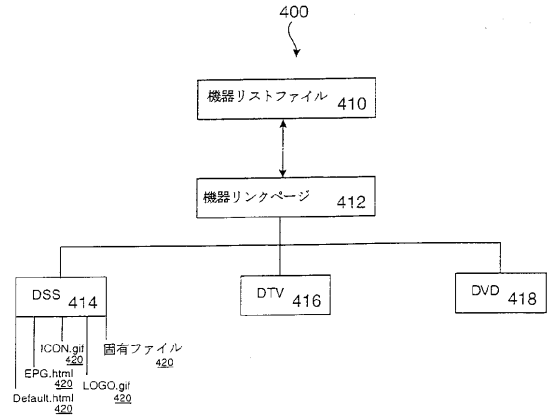 400
機器リストファイル 410
機器リンクページ 412
DSS 414
DTV 416
DVD 418
ICON.gif 固有ファイル
420 420
EPG.html
420 LOGO.gif
Default.html 420
420